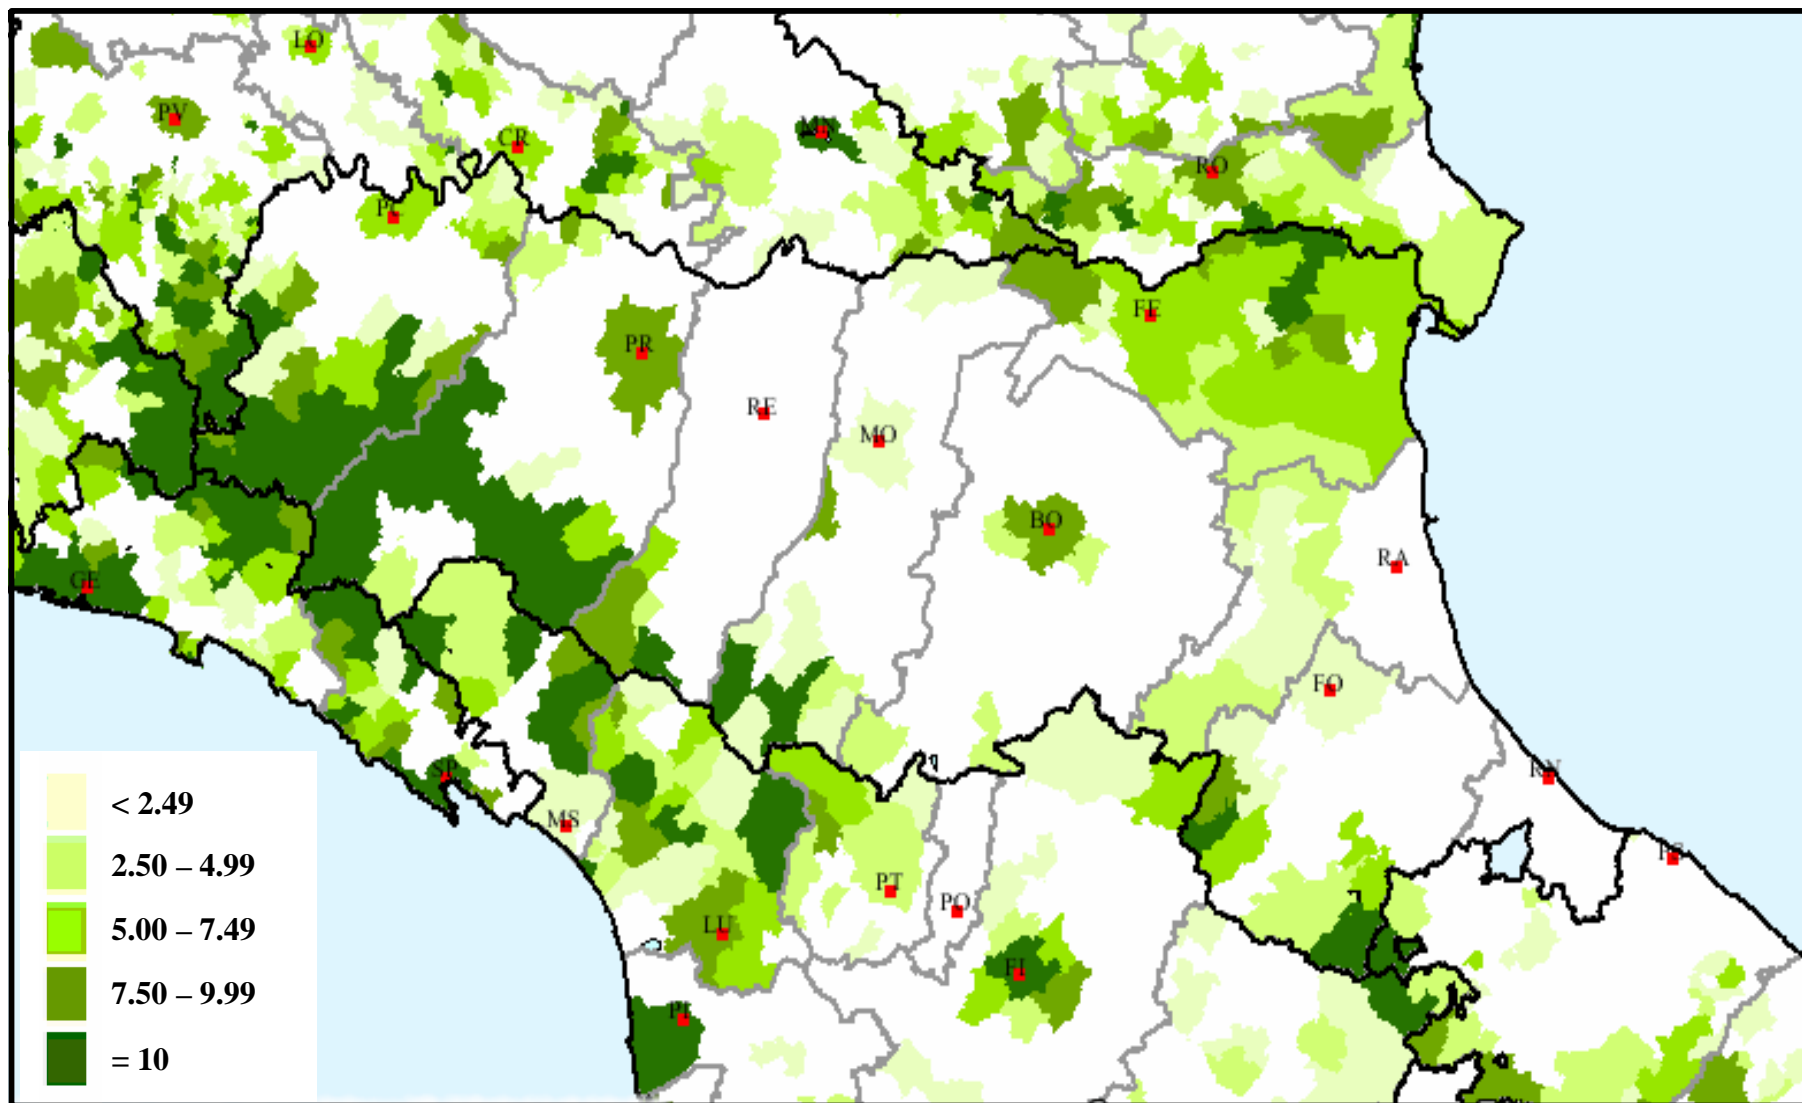 LO
PV
MN
CR
RO
PC
FE
PR
RE
MO
BO
RA
GE
FO
SP
RN
MS
PS
PT
PO
LU
FI
PI
< 2.49
2.50 – 4.99
5.00 – 7.49
7.50 – 9.99
= 10